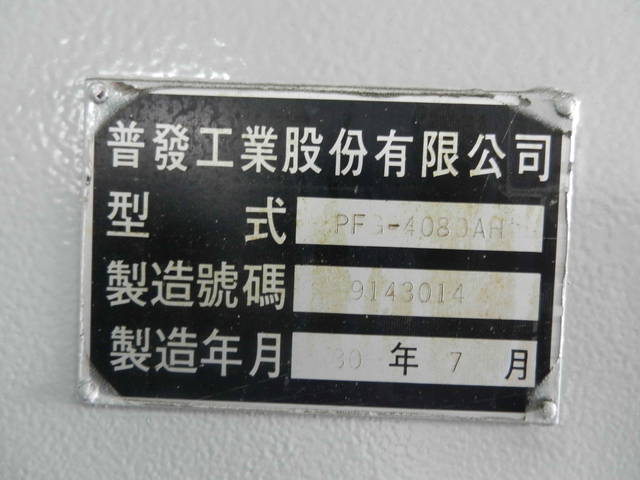 普發工業股份有限公司
型 式 PFG-4080AH
製造號碼 9143014
製造年月 80 年 7 月